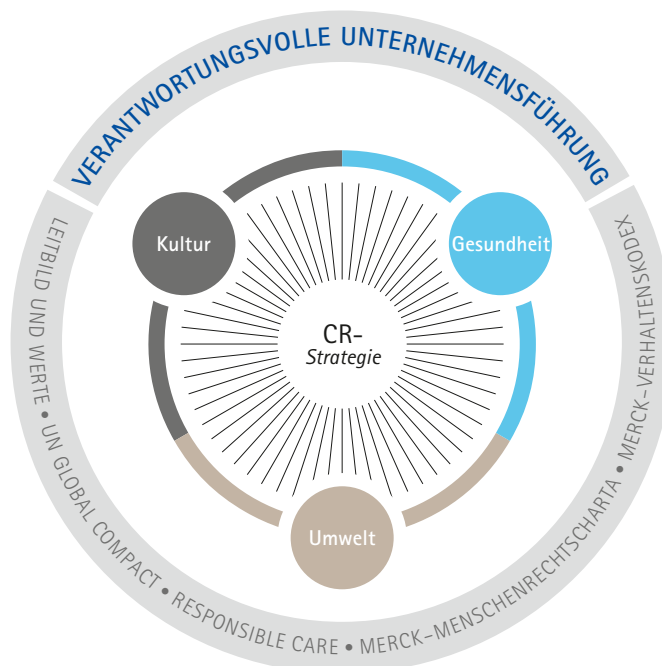 VERANTWORTUNGSVOLLE UNTERNEHMENSFÜHRUNG
Kultur
Gesundheit
CR-
Strategie
Umwelt
LEITBILD UND WERTE • UN GLOBAL COMPACT • RESPONSIBLE CARE • MERCK-MENSCHENRECHTSCHARTA • MERCK-VERHALTENSKODEX